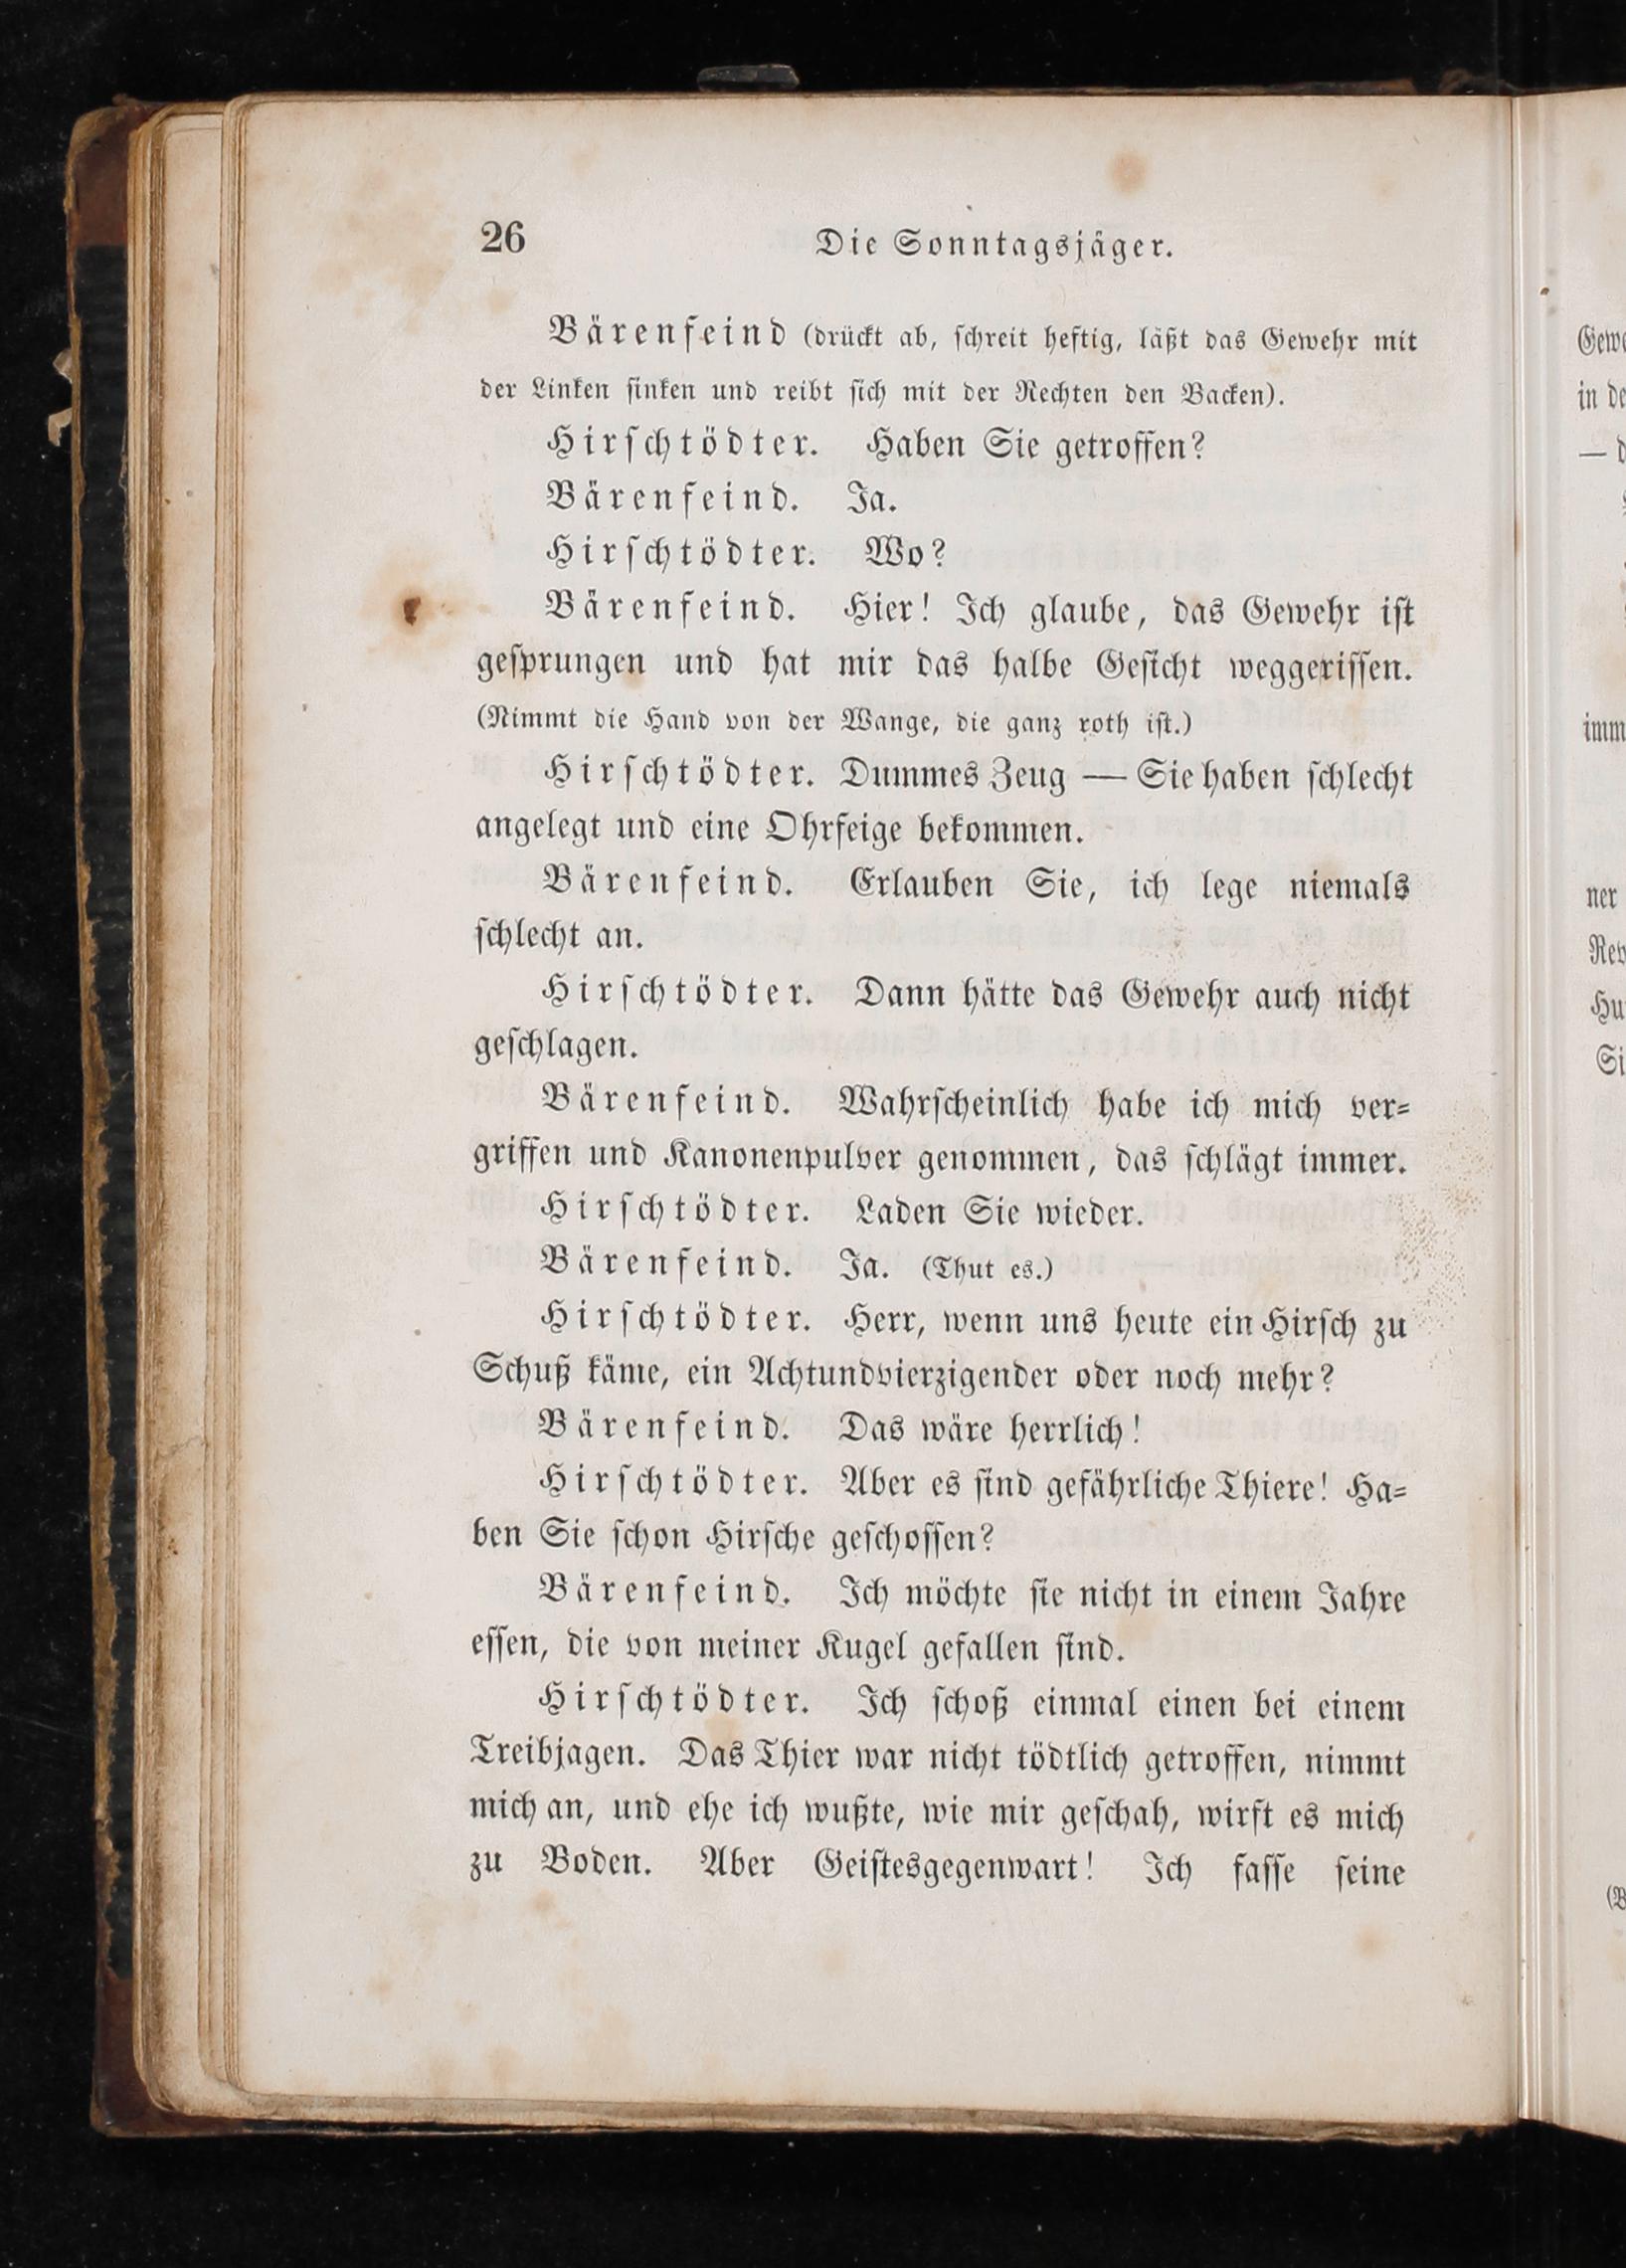 26
Die Sonntagsjäger.
Bärenfeind (drückt ab, ſchreit heftig, läßt das Gewehr mit
der Linken ſinken und reibt ſich mit der Rechten den Backen).
Hirſchtödter. Haben Sie getroffen?
Bärenfeind. Ja.
Hirſchtödter. Wo?
Bärenfeind. Hier! Ich glaube, das Gewehr iſt
geſprungen und hat mir das halbe Geſicht weggeriſſen.
(Nimmt die Hand von der Wange, die ganz roth iſt.)
Hirſchtödter. Dummes Zeug — Sie haben ſchlecht
angelegt und eine Ohrfeige bekommen.
Bärenfeind. Erlauben Sie, ich lege niemals
ſchlecht an.
Hirſchtödter. Dann hätte das Gewehr auch nicht
geſchlagen.
Bärenfeind. Wahrſcheinlich habe ich mich ver⸗
griffen und Kanonenpulver genommen, das ſchlägt immer.
Hirſchtödter. Laden Sie wieder.
Bärenfeind. Ja. (Thut es.)
Hirſchtödter. Herr, wenn uns heute ein Hirſch zu
Schuß käme, ein Achtundvierzigender oder noch mehr?
Bärenfeind. Das wäre herrlich!
Hirſchtödter. Aber es ſind gefährliche Thiere! Ha⸗
ben Sie ſchon Hirſche geſchoſſen?
Bärenfeind. Ich möchte ſie nicht in einem Jahre
eſſen, die von meiner Kugel gefallen ſind.
Hirſchtödter. Ich ſchoß einmal einen bei einem
Treibjagen. Das Thier war nicht tödtlich getroffen, nimmt
mich an, und ehe ich wußte, wie mir geſchah, wirft es mich
zu Boden. Aber Geiſtesgegenwart! Ich faſſe ſeine
in
imm
ner